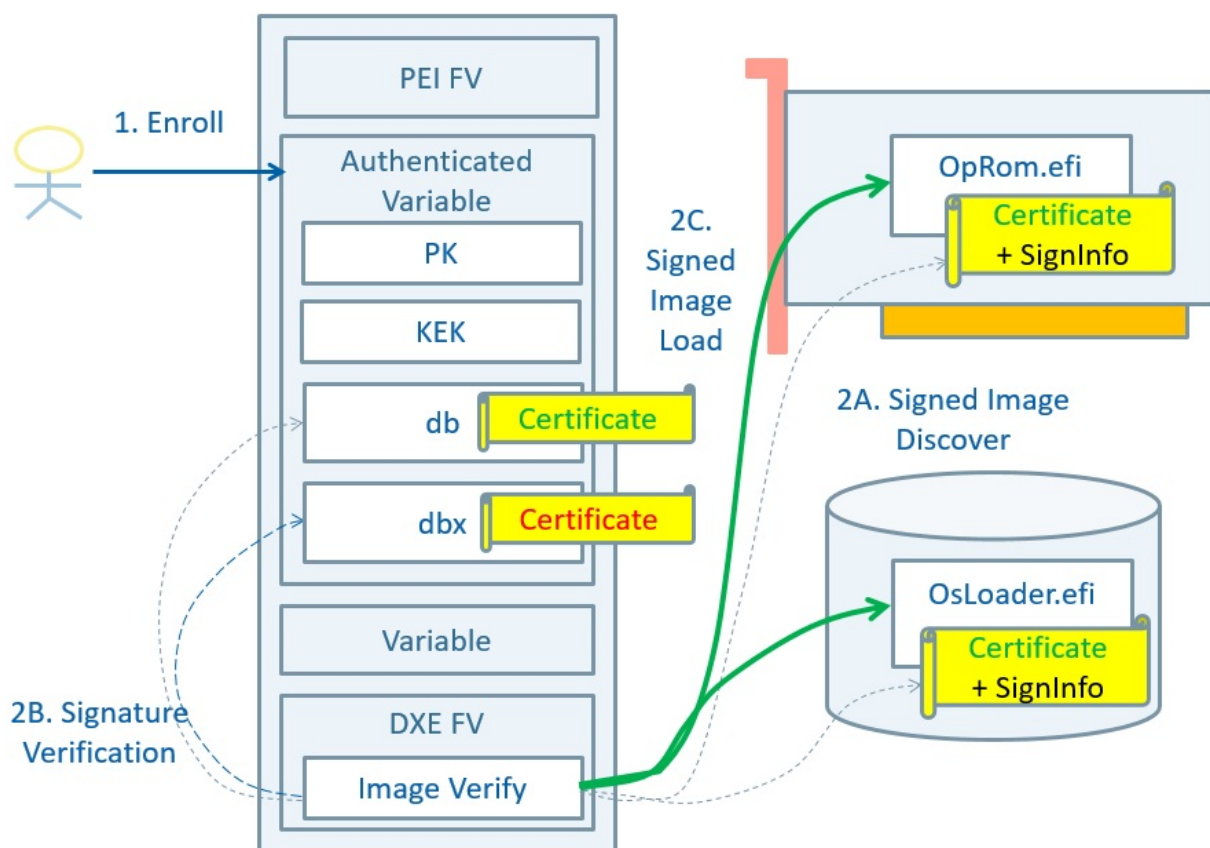 PEI FV
1. Enroll
Authenticated
Variable
PK
KEK
db
Certificate
dbx
Certificate
Variable
2B. Signature
Verification
DXE FV
Image Verify
2C.
Signed
Image
Load
OpRom.efi
Certificate
+ SignInfo
2A. Signed Image
Discover
OsLoader.efi
Certificate
+ SignInfo